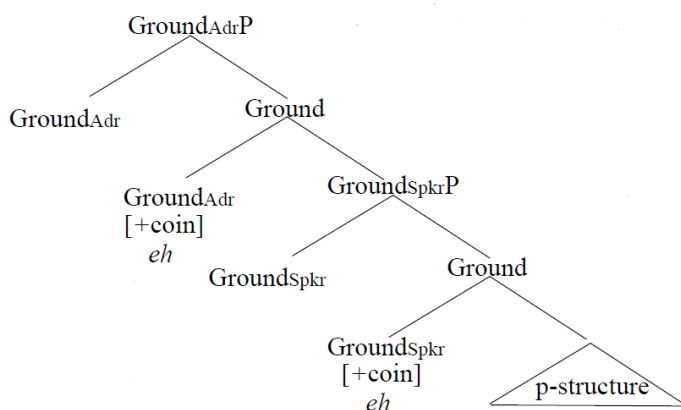 GroundAdrP
GroundAdr
Ground
GroundAdr
[+coin]
eh
GroundSpkrP
GroundSpkr
Ground
GroundSpkr
[+coin]
eh
p-structure